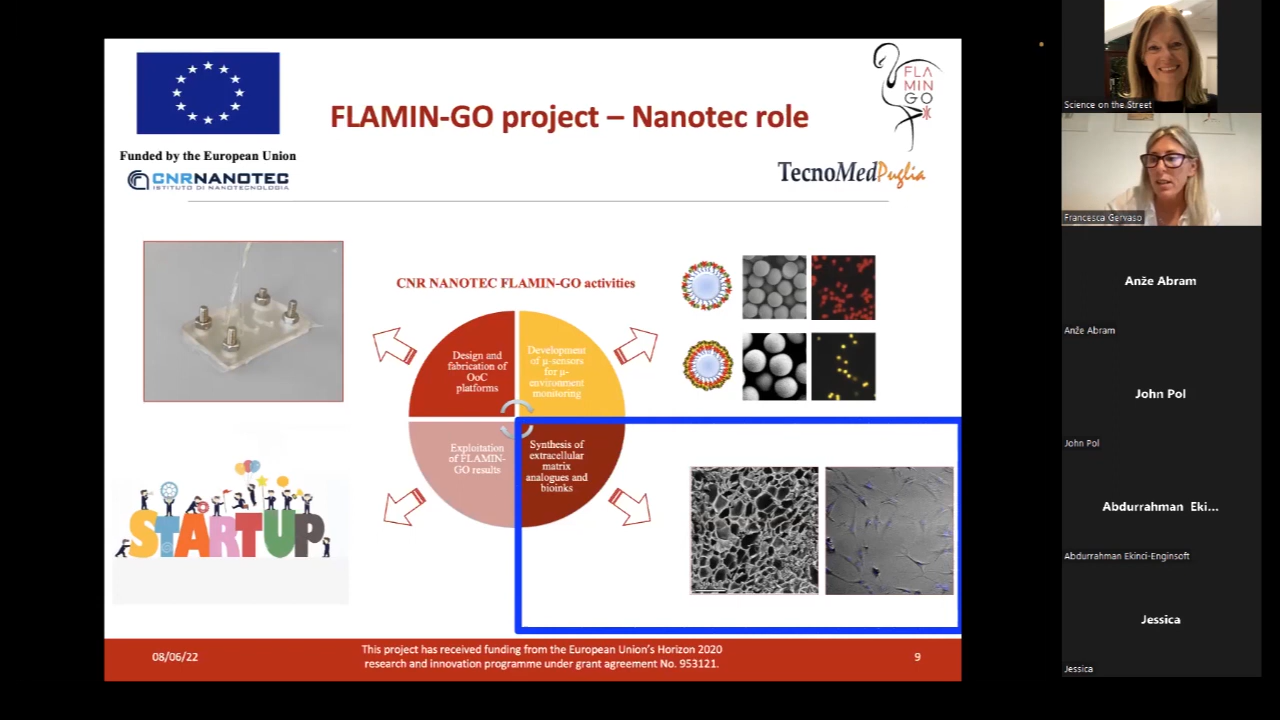 FLAMIN-GO project – Nanotec role
FLA
MIN
GO
Funded by the European Union
CNRNANOTEC
ISTITUTO DI NANOTECNOLOGIA
TecnoMedPuglia
CNR NANOTEC FLAMIN-GO activities
Design and
fabrication of
OoC
platforms
Development
of μ-sensors
for μ-
environment
monitoring
Exploitation
of FLAMIN-
GO results
Synthesis of
extracellular
matrix
analogues and
bioinks
STARTUP
08/06/22
This project has received funding from the European Union's Horizon 2020
research and innovation programme under grant agreement No. 953121.
9
Science on the Street
Francesca Gervaso
Anže Abram
Anže Abram
John Pol
John Pol
Abdurrahman Eki...
Abdurrahman Ekinci-Enginsoft
Jessica
Jessica